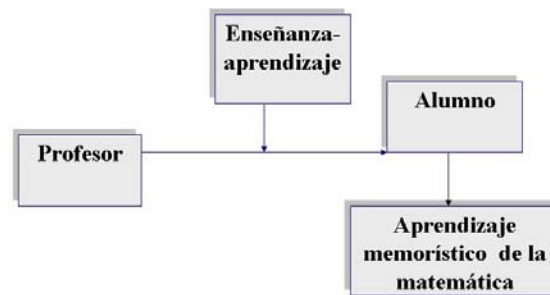 Enseñanza-
aprendizaje
Alumno
Profesor
Aprendizaje
memorístico de la
matemática